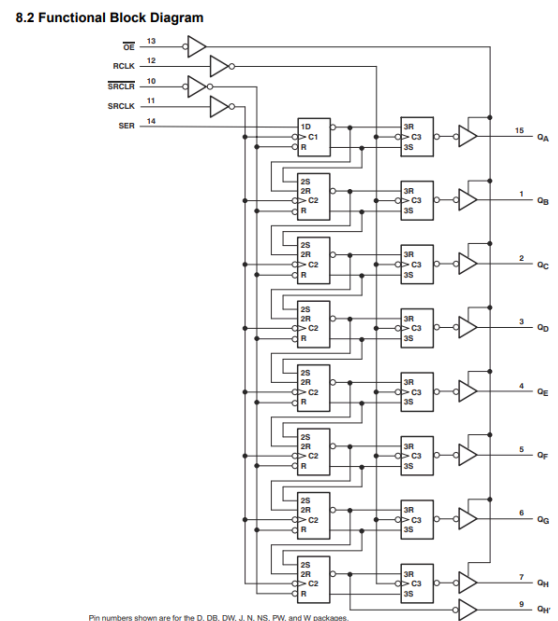 8.2 Functional Block Diagram
OE 13
RCLK 12
SRCLR 10
SRCLK 11
SER 14
1D
C1
R
3R
C3
3S
15 QA
2S
2R
C2
R
3R
C3
3S
1 QB
2S
2R
C2
R
3R
C3
3S
2 QC
2S
2R
C2
R
3R
C3
3S
3 QD
2S
2R
C2
R
3R
C3
3S
4 QE
2S
2R
C2
R
3R
C3
3S
5 QF
2S
2R
C2
R
3R
C3
3S
6 QG
2S
2R
C2
R
3R
C3
3S
7 QH
9 QH'
Pin numbers shown are for the D, DB, DW, J, N, NS, PW, and W packages.